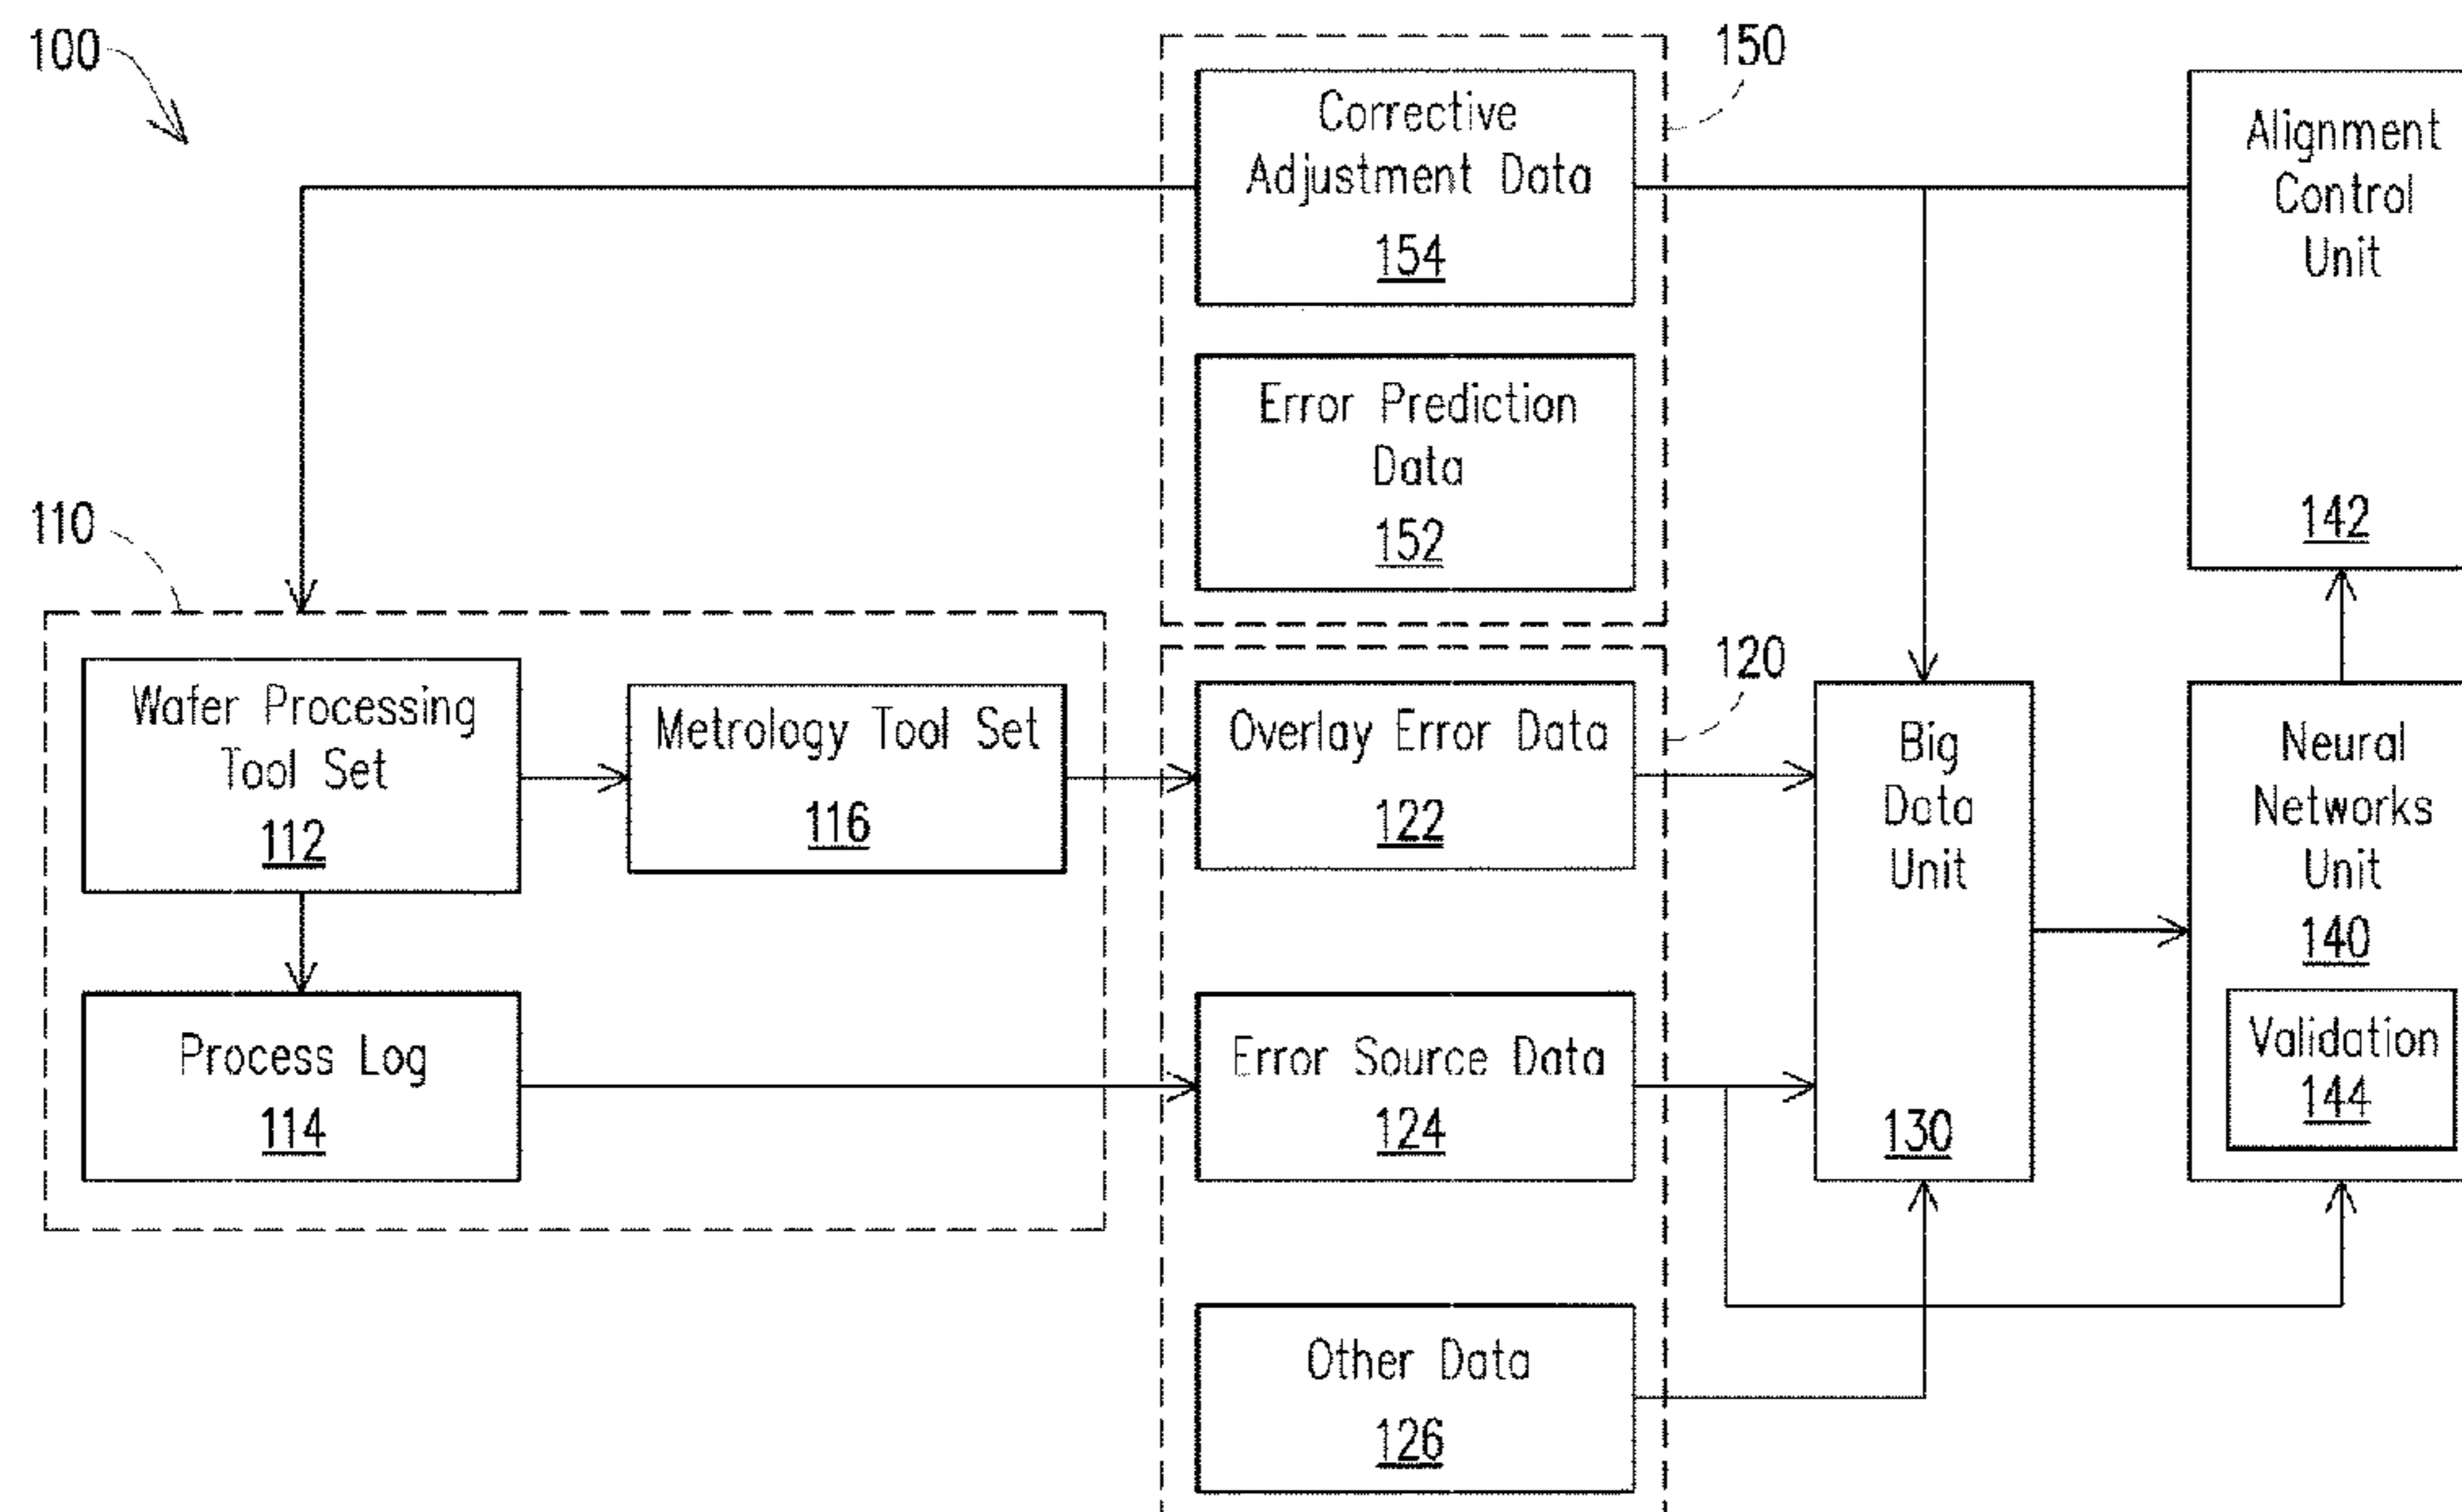 100
150
Corrective
Adjustment Data
154
Alignment
Control
Unit
142
Error Prediction
Data
152
110
120
Wafer Processing
Tool Set
112
Metrology Tool Set
116
Overlay Error Data
122
Big
Data
Unit
130
Neural
Networks
Unit
140
Validation
144
Process Log
114
Error Source Data
124
Other Data
126